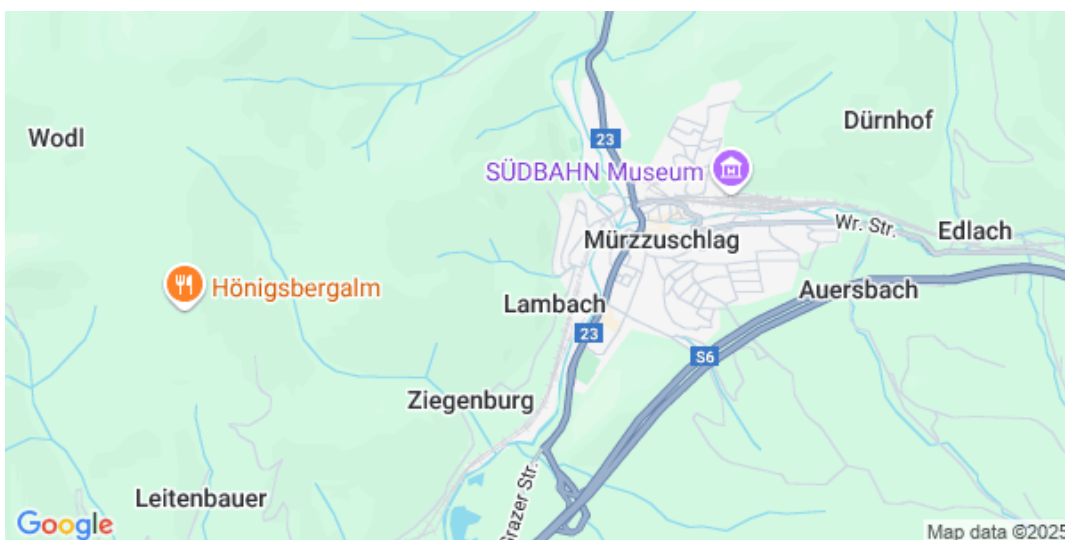 Wodl
Dürnhof
23
SÜDBAHN Museum
Wr. Str.
Edlach
Mürzzuschlag
Hönigsbergalm
Lambach
Auersbach
23
S6
Ziegenburg
Leitenbauer
Grazer Str.
Google
Map data ©2025